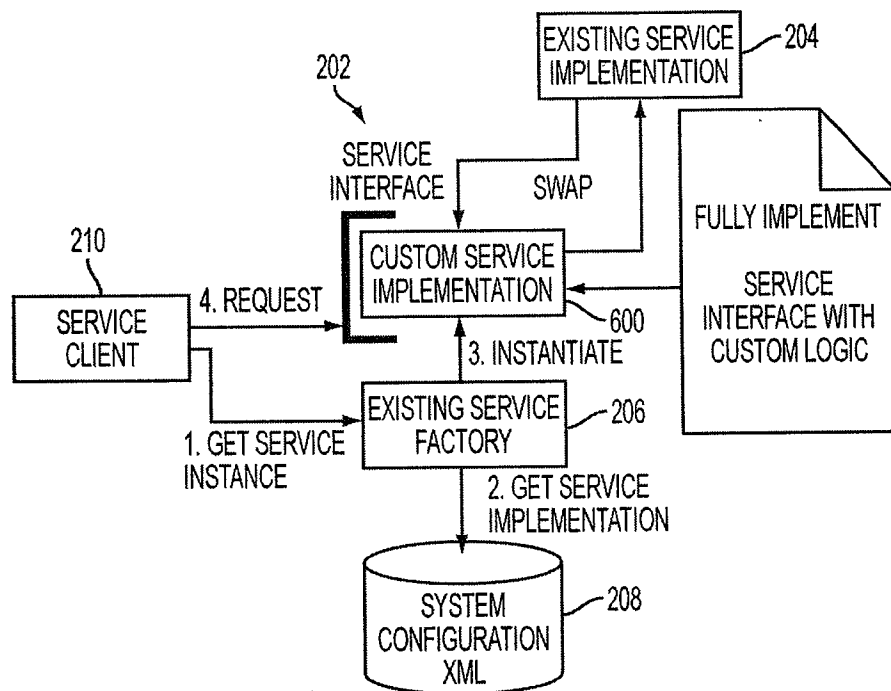 EXISTING SERVICE
IMPLEMENTATION
204
202
SERVICE
INTERFACE
SWAP
FULLY IMPLEMENT
SERVICE
INTERFACE WITH
CUSTOM LOGIC
210
SERVICE
CLIENT
4. REQUEST
CUSTOM SERVICE
IMPLEMENTATION
600
3. INSTANTIATE
1. GET SERVICE
INSTANCE
EXISTING SERVICE
FACTORY
206
2. GET SERVICE
IMPLEMENTATION
SYSTEM
CONFIGURATION
XML
208